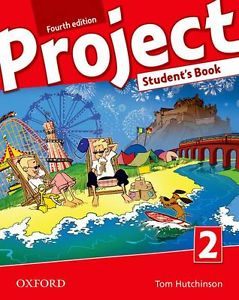 Fourth edition
Project
Student's Book
2
OXFORD
Tom Hutchinson